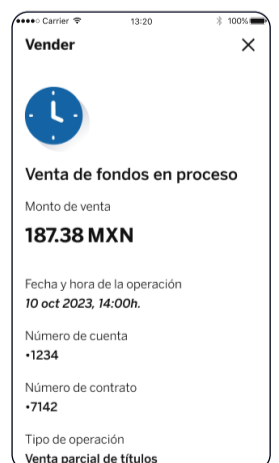 Carrier 13:20 100%
Vender
Venta de fondos en proceso
Monto de venta
187.38 MXN
Fecha y hora de la operación
10 oct 2023, 14:00h.
Número de cuenta
•1234
Número de contrato
•7142
Tipo de operación
Venta parcial de títulos